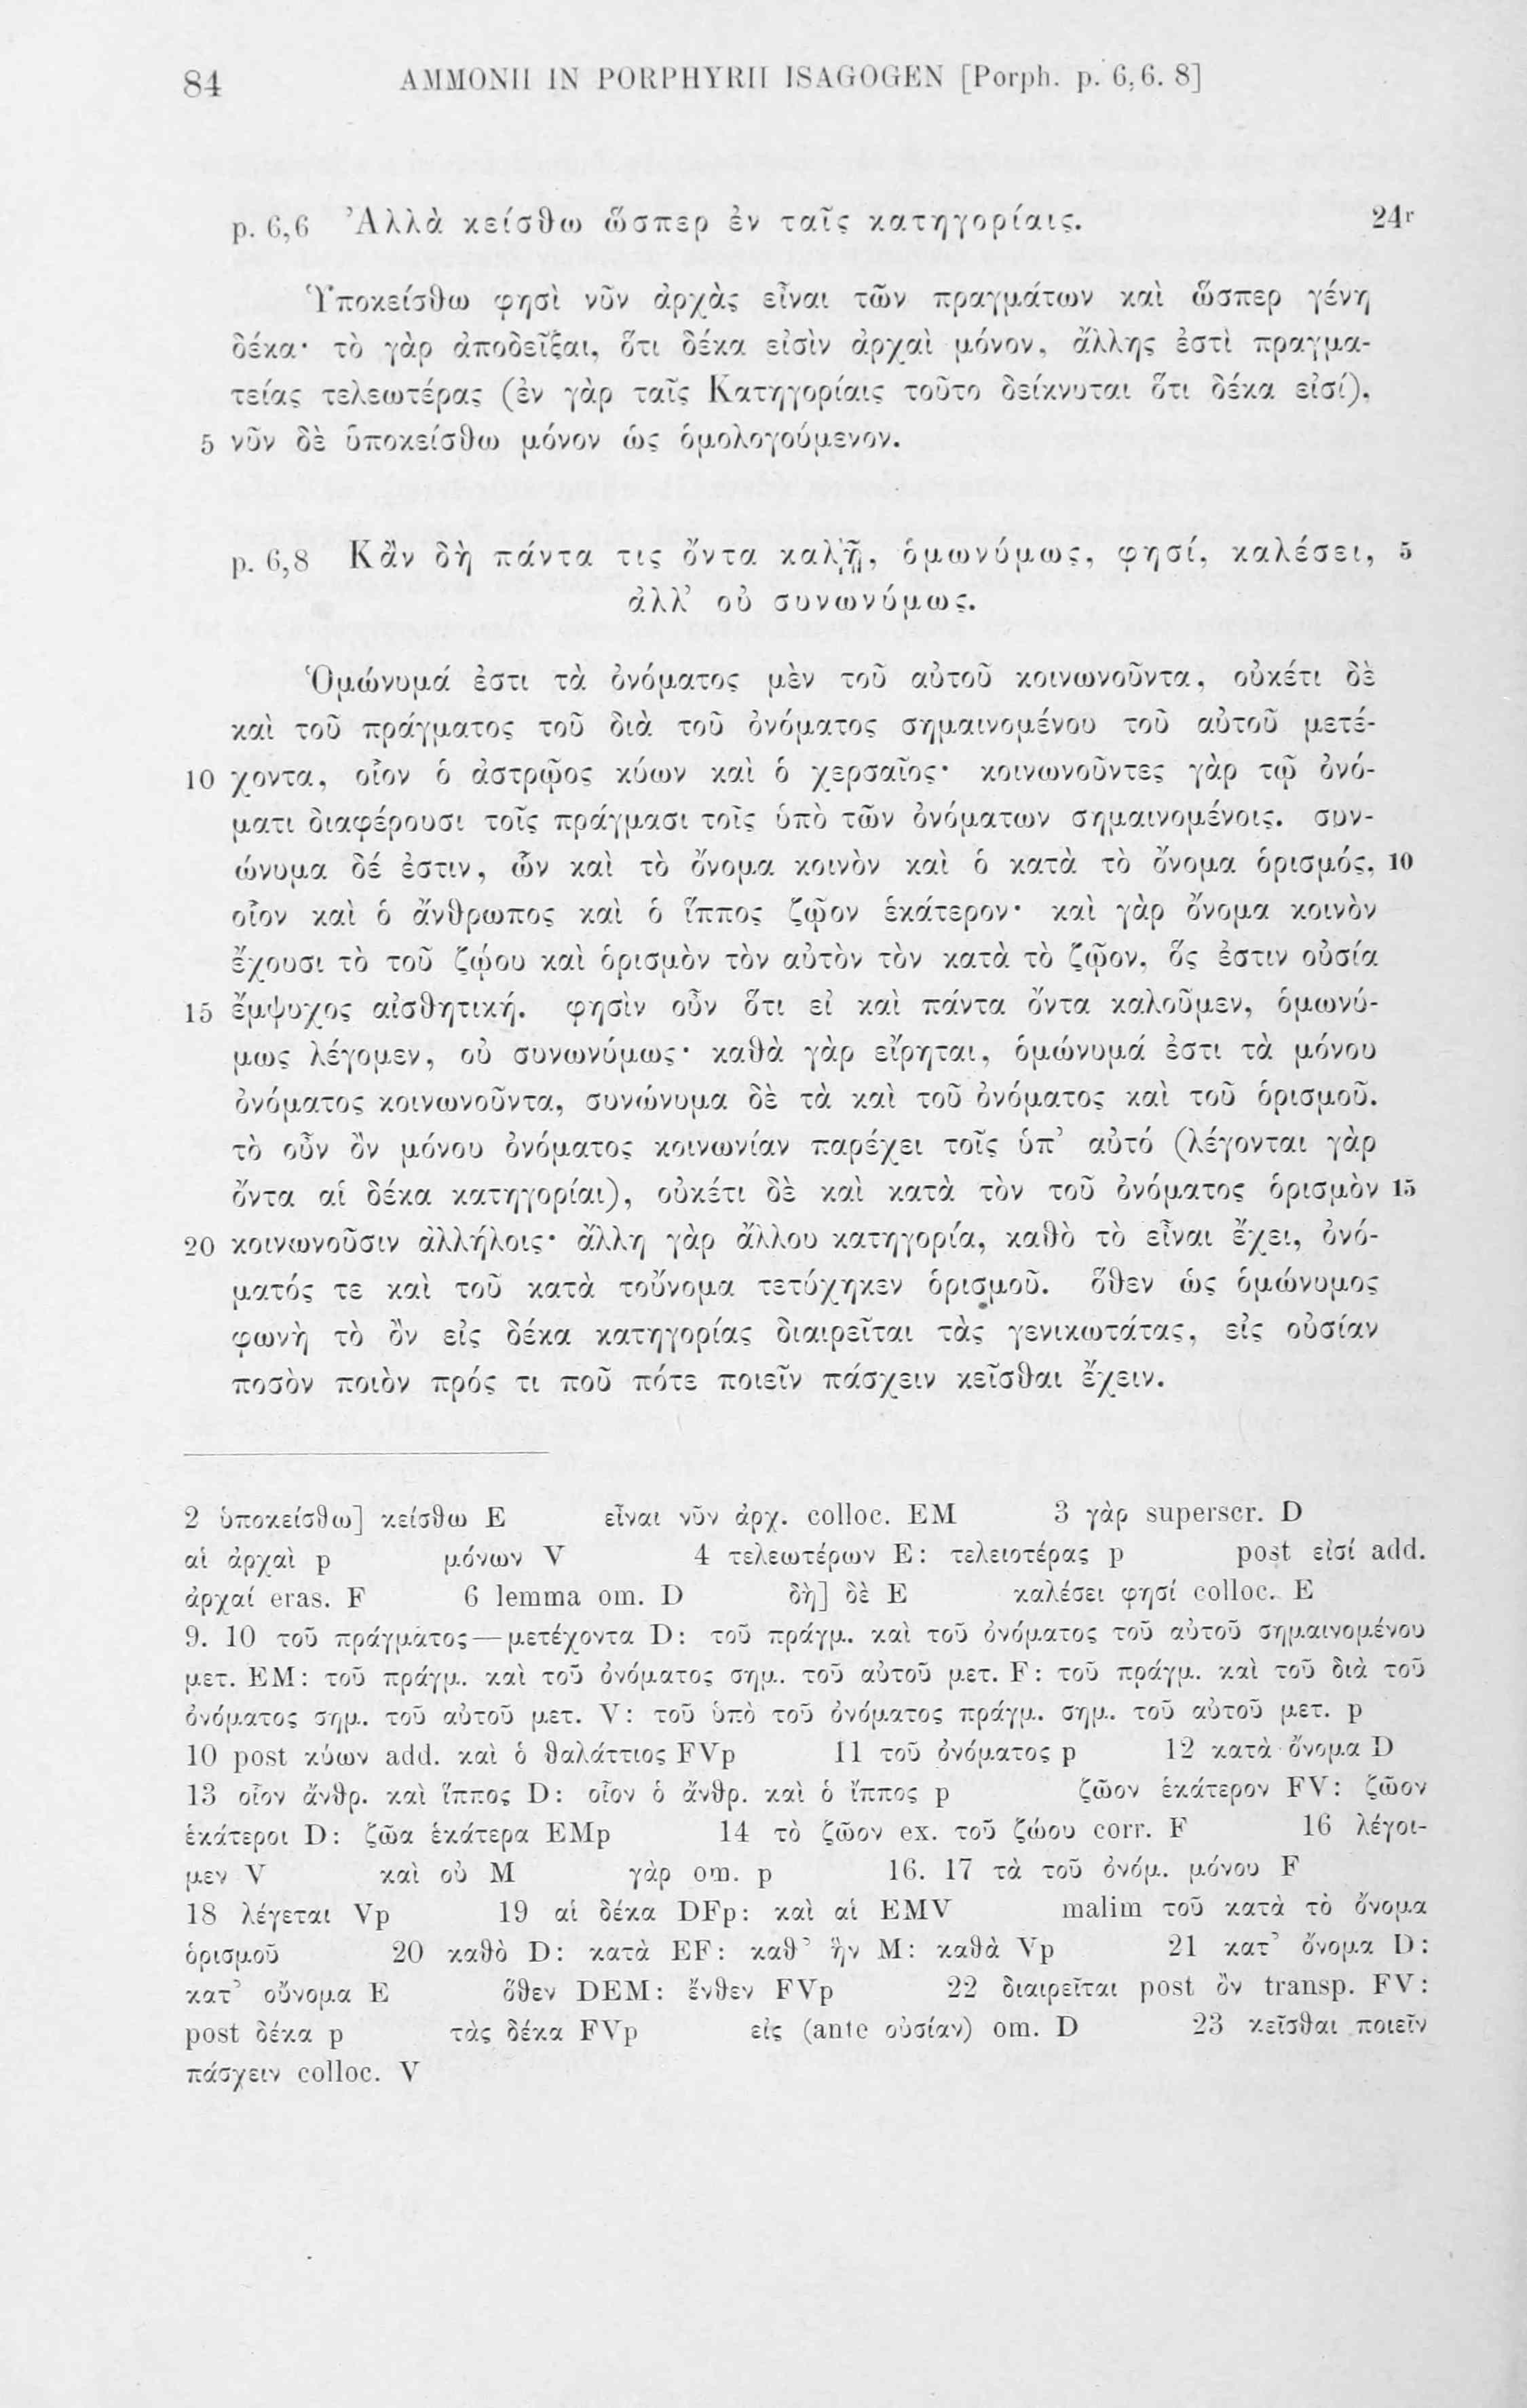 84 AMMONII IN PORPHYRII ISAGOGEN [Porph. p. 6,6. 8]
p. 6,6 Ἀλλὰ κείσθω ὥσπερ ἐν ταῖς κατηγορίαις. 24r
Ὑποκείσθω φησὶ νῦν ἀρχὰς εἶναι τῶν πραγμάτων καὶ ὥσπερ γένη
δέκα· τὸ γὰρ ἀποδεῖξαι, ὅτι δέκα εἰσὶν ἀρχαὶ μόνον, ἄλλης ἐστὶ πραγμα-
τείας τελεωτέρας (ἐν γὰρ ταῖς Κατηγορίαις τοῦτο δείκνυται ὅτι δέκα εἰσί),
5 νῦν δὲ ὑποκείσθω μόνον ὡς ὁμολογούμενον.
p. 6,8 Κἂν δὴ πάντα τις ὄντα καλῇ, ὁμωνύμως, φησί, καλέσει, 5
ἀλλ’ οὐ συνωνύμως.
Ὁμώνυμά ἐστι τὰ ὀνόματος μὲν τοῦ αὐτοῦ κοινωνοῦντα, οὐκέτι δὲ
καὶ τοῦ πράγματος τοῦ διὰ τοῦ ὀνόματος σημαινομένου τοῦ αὐτοῦ μετέ-
10 χοντα, οἷον ὁ ἀστρῷος κύων καὶ ὁ χερσαῖος· κοινωνοῦντες γὰρ τῷ ὀνό-
ματι διαφέρουσι τοῖς πράγμασι τοῖς ὑπὸ τῶν ὀνόματων σημαινομένοις. συν-
ώνυμα δέ ἐστιν, ὧν καὶ τὸ ὄνομα κοινὸν καὶ ὁ κατὰ τὸ ὄνομα ὁρισμός, 10
οἷον καὶ ὁ ἄνθρωπος καὶ ὁ ἵππος ζῷον ἑκάτερον· καὶ γὰρ ὄνομα κοινὸν
ἔχουσι τὸ τοῦ ζῴου καὶ ὁρισμὸν τὸν αὐτὸν τὸν κατὰ τὸ ζῷον, ὅς ἐστιν οὐσία
15 ἔμψυχος αἰσθητική. φησὶν οὖν ὅτι εἰ καὶ πάντα ὄντα καλοῦμεν, ὁμωνύ-
μως λέγομεν, οὐ συνωνύμως· καθὰ γὰρ εἴρηται, ὁμώνυμά ἐστι τὰ μόνου
ὀνόματος κοινωνοῦντα, συνώνυμα δὲ τὰ καὶ τοῦ ὀνόματος καὶ τοῦ ὁρισμοῦ.
τὸ οὖν ὂν μόνου ὀνόματος κοινωνίαν παρέχει τοῖς ὑπ’ αὐτό (λέγονται γὰρ
ὄντα αἱ δέκα κατηγορίαι), οὐκέτι δὲ καὶ κατὰ τὸν τοῦ ὀνόματος ὁρισμὸν 15
20 κοινωνοῦσιν ἀλλήλοις· ἄλλη γὰρ ἄλλου κατηγορία, καθὸ τὸ εἶναι ἔχει, ὀνό-
ματός τε καὶ τοῦ κατὰ τοὔνομα τετύχηκεν ὁρισμοῦ. ὅθεν ὡς ὁμώνυμος
φωνὴ τὸ ὂν εἰς δέκα κατηγορίας διαιρεῖται τὰς γενικωτάτας, εἰς οὐσίαν
ποσὸν ποιὸν πρός τι ποῦ πότε ποιεῖν πάσχειν κεῖσθαι ἔχειν.
2 ὑποκείσθω] κείσθω E εἶναι νῦν ἀρχ. colloc. EM 3 γὰρ superscr. D
αἱ ἀρχαὶ p μόνων V 4 τελεωτέρων E: τελειοτέρας p post εἰσί add.
ἀρχαί eras. F 6 lemma om. D δὴ] δὲ E καλέσει φησί colloc. E
9. 10 τοῦ πράγματος—μετέχοντα D: τοῦ πράγμ. καὶ τοῦ ὀνόματος τοῦ αὐτοῦ σημαινομένου
μετ. EM: τοῦ πράγμ. καὶ τοῦ ὀνόματος σημ. τοῦ αὐτοῦ μετ. F: τοῦ πράγμ. καὶ τοῦ διὰ τοῦ
ὀνόματος σημ. τοῦ αὐτοῦ μετ. V: τοῦ ὑπὸ τοῦ ὀνόματος πράγμ. σημ. τοῦ αὐτοῦ μετ. p
10 post κύων add. καὶ ὁ θαλάττιος FVp 11 τοῦ ὀνόματος p 12 κατὰ ὄνομα D
13 οἷον ἄνθρ. καὶ ἵππος D: οἷον ὁ ἄνθρ. καὶ ὁ ἵππος p ζῶον ἑκάτερον FV: ζῶον
ἑκάτεροι D: ζῶα ἑκάτερα EMp 14 τὸ ζῶον ex. τοῦ ζώου corr. F 16 λέγοι-
μεν V καὶ οὐ M γὰρ om. p 16. 17 τὰ τοῦ ὀνόμ. μόνου F
18 λέγεται Vp 19 αἱ δέκα DFp: καὶ αἱ EMV malim τοῦ κατὰ τὸ ὄνομα
ὁρισμοῦ 20 καθὸ D: κατὰ EF: καθ’ ἣν M: καθὰ Vp 21 κατ’ ὄνομα D:
κατ’ οὔνομα E ὅθεν DEM: ἔνθεν FVp 22 διαιρεῖται post ὂν transp. FV:
post δέκα p τὰς δέκα FVp εἰς (ante οὐσίαν) om. D 23 κεῖσθαι ποιεῖν
πάσχειν colloc. V